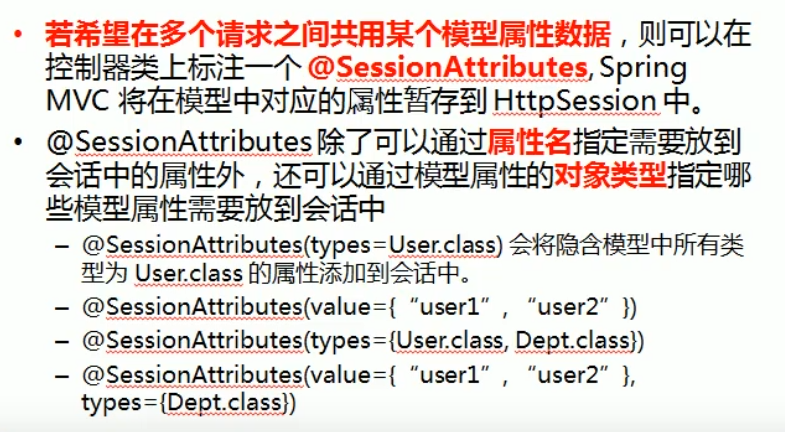 • 若希望在多个请求之间共用某个模型属性数据，则可以在
控制器类上标注一个 @SessionAttributes, Spring
MVC 将在模型中对应的属性暂存到 HttpSession 中。
• @SessionAttributes 除了可以通过属性名指定需要放到
会话中的属性外，还可以通过模型属性的对象类型指定哪
些模型属性需要放到会话中
– @SessionAttributes(types=User.class) 会将隐含模型中所有类
型为 User.class 的属性添加到会话中。
– @SessionAttributes(value={“user1”, “user2”})
– @SessionAttributes(types={User.class, Dept.class})
– @SessionAttributes(value={“user1”, “user2”},
types={Dept.class})